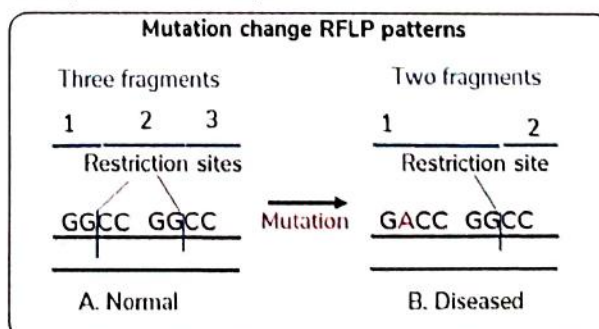 Mutation change RFLP patterns
Three fragments
Two fragments
1 2 3
1 2
Restriction sites
Restriction site
GGCC GGCC
Mutation
GACC GGCC
A. Normal
B. Diseased